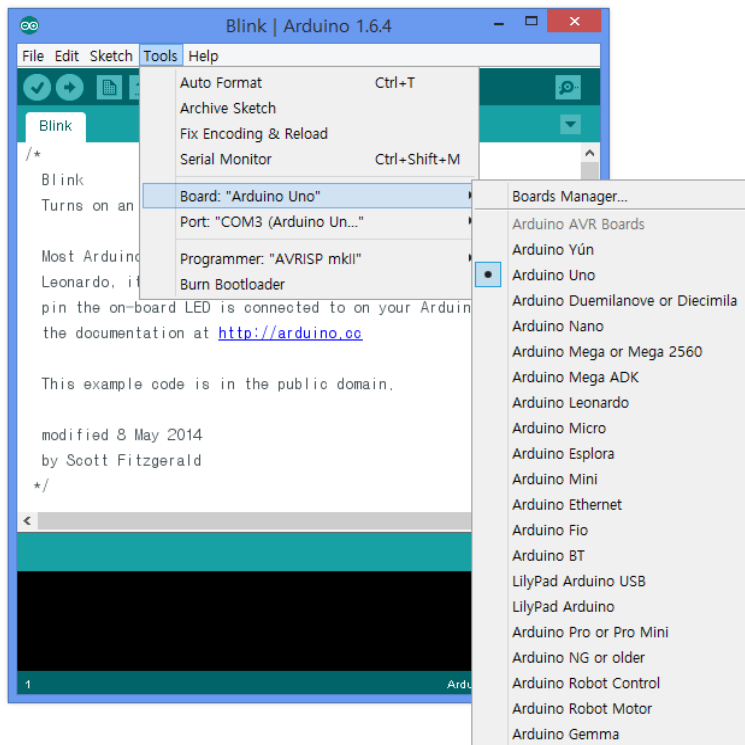 Blink | Arduino 1.6.4
File Edit Sketch Tools Help
Auto Format Ctrl+T
Archive Sketch
Fix Encoding & Reload
Serial Monitor Ctrl+Shift+M
Board: "Arduino Uno"
Port: "COM3 (Arduino Un..."
Programmer: "AVRISP mkII"
Burn Bootloader
Boards Manager...
Arduino AVR Boards
Arduino Yún
Arduino Uno
Arduino Duemilanove or Diecimila
Arduino Nano
Arduino Mega or Mega 2560
Arduino Mega ADK
Arduino Leonardo
Arduino Micro
Arduino Esplora
Arduino Mini
Arduino Ethernet
Arduino Fio
Arduino BT
LilyPad Arduino USB
LilyPad Arduino
Arduino Pro or Pro Mini
Arduino NG or older
Arduino Robot Control
Arduino Robot Motor
Arduino Gemma
Blink
/*
Blink
Turns on an
Most Arduino
Leonardo, it
pin the on-board LED is connected to on your Arduin
the documentation at http://arduino.cc
This example code is in the public domain.
modified 8 May 2014
by Scott Fitzgerald
*/
1